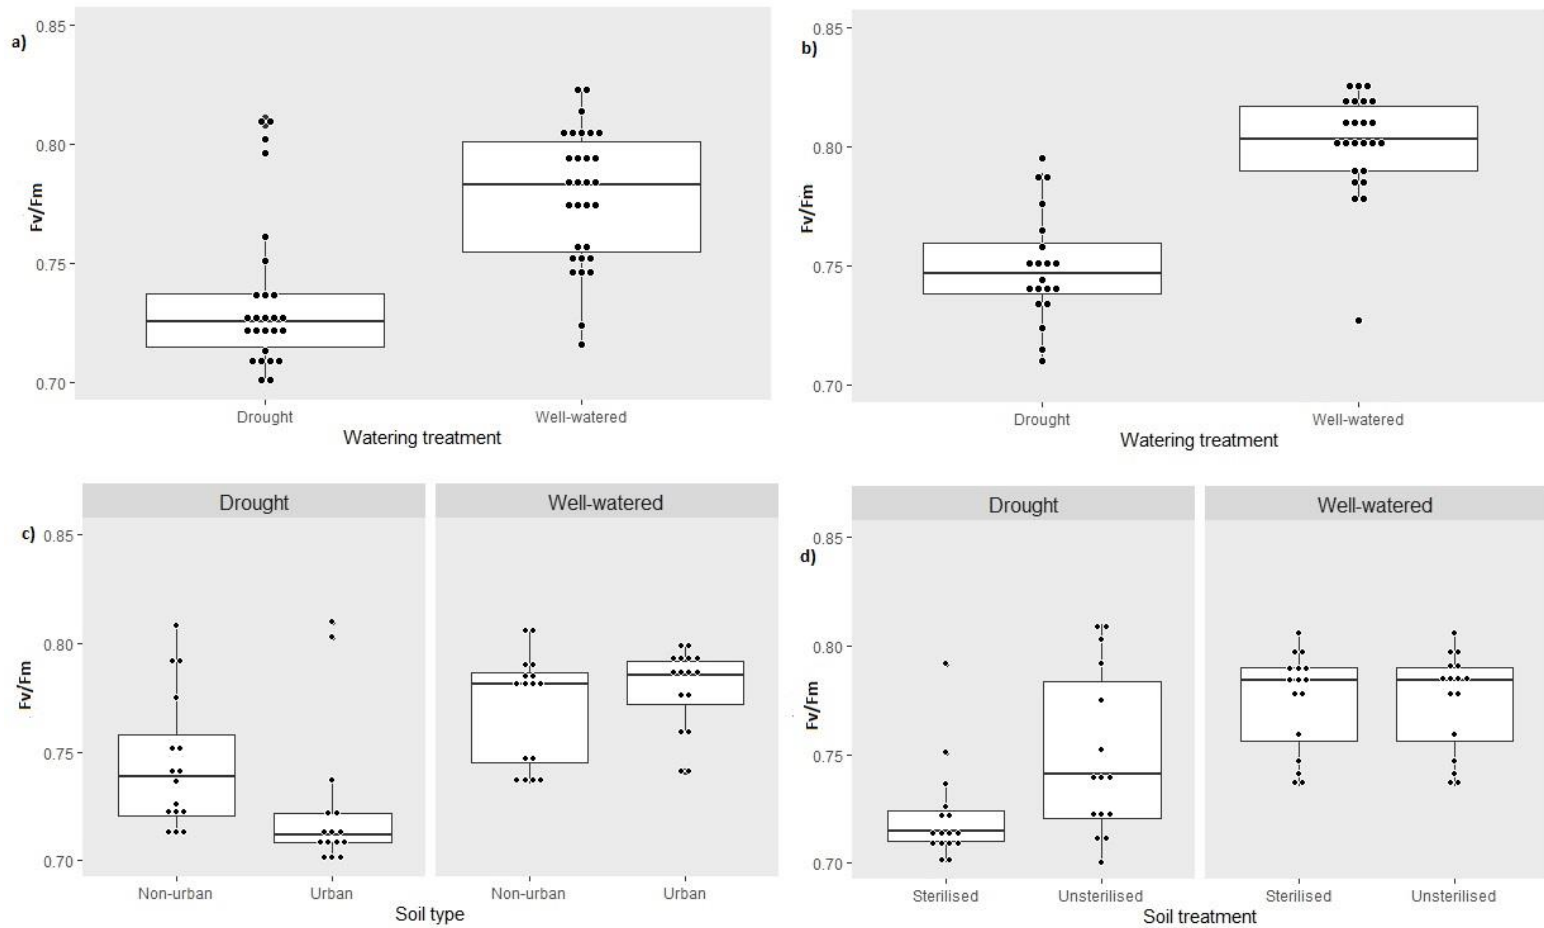 a)
0.85
0.80
0.75
0.70
Fv/Fm
Drought
Well-watered
Watering treatment
b)
0.85
0.80
0.75
0.70
Fv/Fm
Drought
Well-watered
Watering treatment
c)
Drought
Well-watered
0.85
0.80
0.75
0.70
Fv/Fm
Non-urban
Urban
Non-urban
Urban
Soil type
d)
Drought
Well-watered
0.85
0.80
0.75
0.70
Fv/Fm
Sterilised
Unsterilised
Sterilised
Unsterilised
Soil treatment